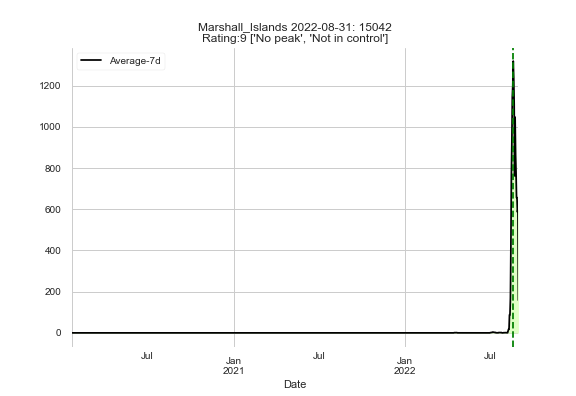 Marshall_Islands 2022-08-31: 15042
Rating:9 ['No peak', 'Not in control']
Average-7d
1200
1000
800
600
400
200
0
Jul
Jan
2021
Jul
Jan
2022
Jul
Date